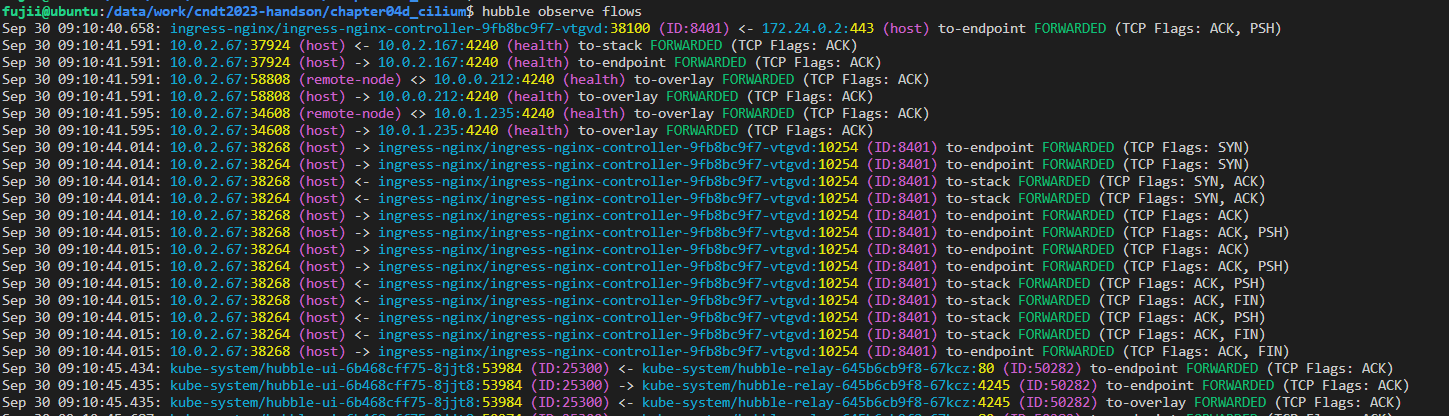 fujii@ubuntu:/data/work/cndt2023-handson/chapter04d_cilium$ hubble observe flows
Sep 30 09:10:40.658: ingress-nginx/ingress-nginx-controller-9fb8bc9f7-vtgvd:38100 (ID:8401) <- 172.24.0.2:443 (host) to-endpoint FORWARDED (TCP Flags: ACK, PSH)
Sep 30 09:10:41.591: 10.0.2.67:37924 (host) <- 10.0.2.167:4240 (health) to-stack FORWARDED (TCP Flags: ACK)
Sep 30 09:10:41.591: 10.0.2.67:37924 (host) -> 10.0.2.167:4240 (health) to-endpoint FORWARDED (TCP Flags: ACK)
Sep 30 09:10:41.591: 10.0.2.67:58808 (remote-node) <> 10.0.0.212:4240 (health) to-overlay FORWARDED (TCP Flags: ACK)
Sep 30 09:10:41.591: 10.0.2.67:58808 (host) -> 10.0.0.212:4240 (health) to-overlay FORWARDED (TCP Flags: ACK)
Sep 30 09:10:41.595: 10.0.2.67:34608 (remote-node) <> 10.0.1.235:4240 (health) to-overlay FORWARDED (TCP Flags: ACK)
Sep 30 09:10:41.595: 10.0.2.67:34608 (host) -> 10.0.1.235:4240 (health) to-overlay FORWARDED (TCP Flags: ACK)
Sep 30 09:10:44.014: 10.0.2.67:38268 (host) -> ingress-nginx/ingress-nginx-controller-9fb8bc9f7-vtgvd:10254 (ID:8401) to-endpoint FORWARDED (TCP Flags: SYN)
Sep 30 09:10:44.014: 10.0.2.67:38264 (host) -> ingress-nginx/ingress-nginx-controller-9fb8bc9f7-vtgvd:10254 (ID:8401) to-endpoint FORWARDED (TCP Flags: SYN)
Sep 30 09:10:44.014: 10.0.2.67:38268 (host) <- ingress-nginx/ingress-nginx-controller-9fb8bc9f7-vtgvd:10254 (ID:8401) to-stack FORWARDED (TCP Flags: SYN, ACK)
Sep 30 09:10:44.014: 10.0.2.67:38264 (host) <- ingress-nginx/ingress-nginx-controller-9fb8bc9f7-vtgvd:10254 (ID:8401) to-stack FORWARDED (TCP Flags: SYN, ACK)
Sep 30 09:10:44.014: 10.0.2.67:38268 (host) -> ingress-nginx/ingress-nginx-controller-9fb8bc9f7-vtgvd:10254 (ID:8401) to-endpoint FORWARDED (TCP Flags: ACK)
Sep 30 09:10:44.015: 10.0.2.67:38268 (host) -> ingress-nginx/ingress-nginx-controller-9fb8bc9f7-vtgvd:10254 (ID:8401) to-endpoint FORWARDED (TCP Flags: ACK, PSH)
Sep 30 09:10:44.015: 10.0.2.67:38264 (host) -> ingress-nginx/ingress-nginx-controller-9fb8bc9f7-vtgvd:10254 (ID:8401) to-endpoint FORWARDED (TCP Flags: ACK)
Sep 30 09:10:44.015: 10.0.2.67:38264 (host) -> ingress-nginx/ingress-nginx-controller-9fb8bc9f7-vtgvd:10254 (ID:8401) to-endpoint FORWARDED (TCP Flags: ACK, PSH)
Sep 30 09:10:44.015: 10.0.2.67:38268 (host) <- ingress-nginx/ingress-nginx-controller-9fb8bc9f7-vtgvd:10254 (ID:8401) to-stack FORWARDED (TCP Flags: ACK, PSH)
Sep 30 09:10:44.015: 10.0.2.67:38268 (host) <- ingress-nginx/ingress-nginx-controller-9fb8bc9f7-vtgvd:10254 (ID:8401) to-stack FORWARDED (TCP Flags: ACK, FIN)
Sep 30 09:10:44.015: 10.0.2.67:38264 (host) <- ingress-nginx/ingress-nginx-controller-9fb8bc9f7-vtgvd:10254 (ID:8401) to-stack FORWARDED (TCP Flags: ACK, PSH)
Sep 30 09:10:44.015: 10.0.2.67:38264 (host) <- ingress-nginx/ingress-nginx-controller-9fb8bc9f7-vtgvd:10254 (ID:8401) to-stack FORWARDED (TCP Flags: ACK, FIN)
Sep 30 09:10:44.015: 10.0.2.67:38268 (host) -> ingress-nginx/ingress-nginx-controller-9fb8bc9f7-vtgvd:10254 (ID:8401) to-endpoint FORWARDED (TCP Flags: ACK, FIN)
Sep 30 09:10:45.434: kube-system/hubble-ui-6b468cff75-8jjt8:53984 (ID:25300) <- kube-system/hubble-relay-645b6cb9f8-67kcz:80 (ID:50282) to-endpoint FORWARDED (TCP Flags: ACK)
Sep 30 09:10:45.435: kube-system/hubble-ui-6b468cff75-8jjt8:53984 (ID:25300) -> kube-system/hubble-relay-645b6cb9f8-67kcz:4245 (ID:50282) to-endpoint FORWARDED (TCP Flags: ACK)
Sep 30 09:10:45.435: kube-system/hubble-ui-6b468cff75-8jjt8:53984 (ID:25300) <> kube-system/hubble-relay-645b6cb9f8-67kcz:4245 (ID:50282) to-overlay FORWARDED (TCP Flags: ACK)